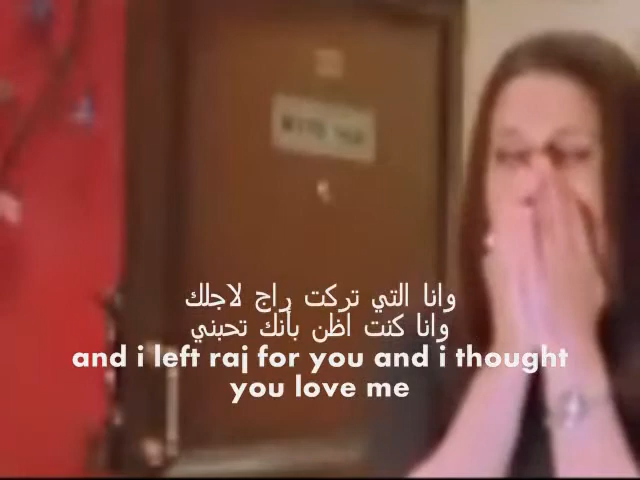 وانا التي تركت راج لاجلك
وانا كنت اظن بأنك تحبني
and i left raj for you and i thought
you love me